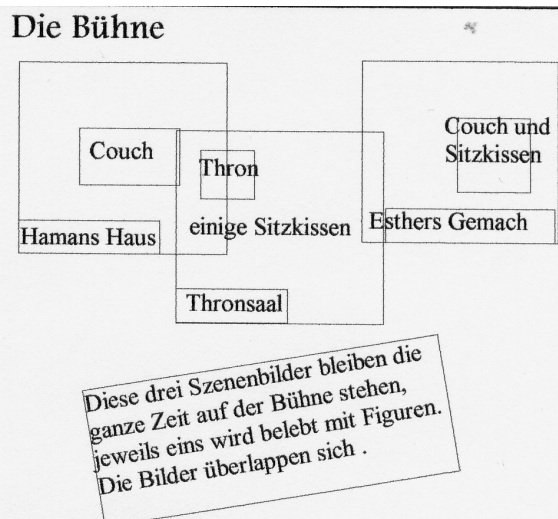 Die Bühne
Couch
Hamans Haus
Thron
einige Sitzkissen
Thronsaal
Couch und
Sitzkissen
Esthers Gemach
Diese drei Szenenbilder bleiben die
ganze Zeit auf der Bühne stehen,
jeweils eins wird belebt mit Figuren.
Die Bilder überlappen sich .